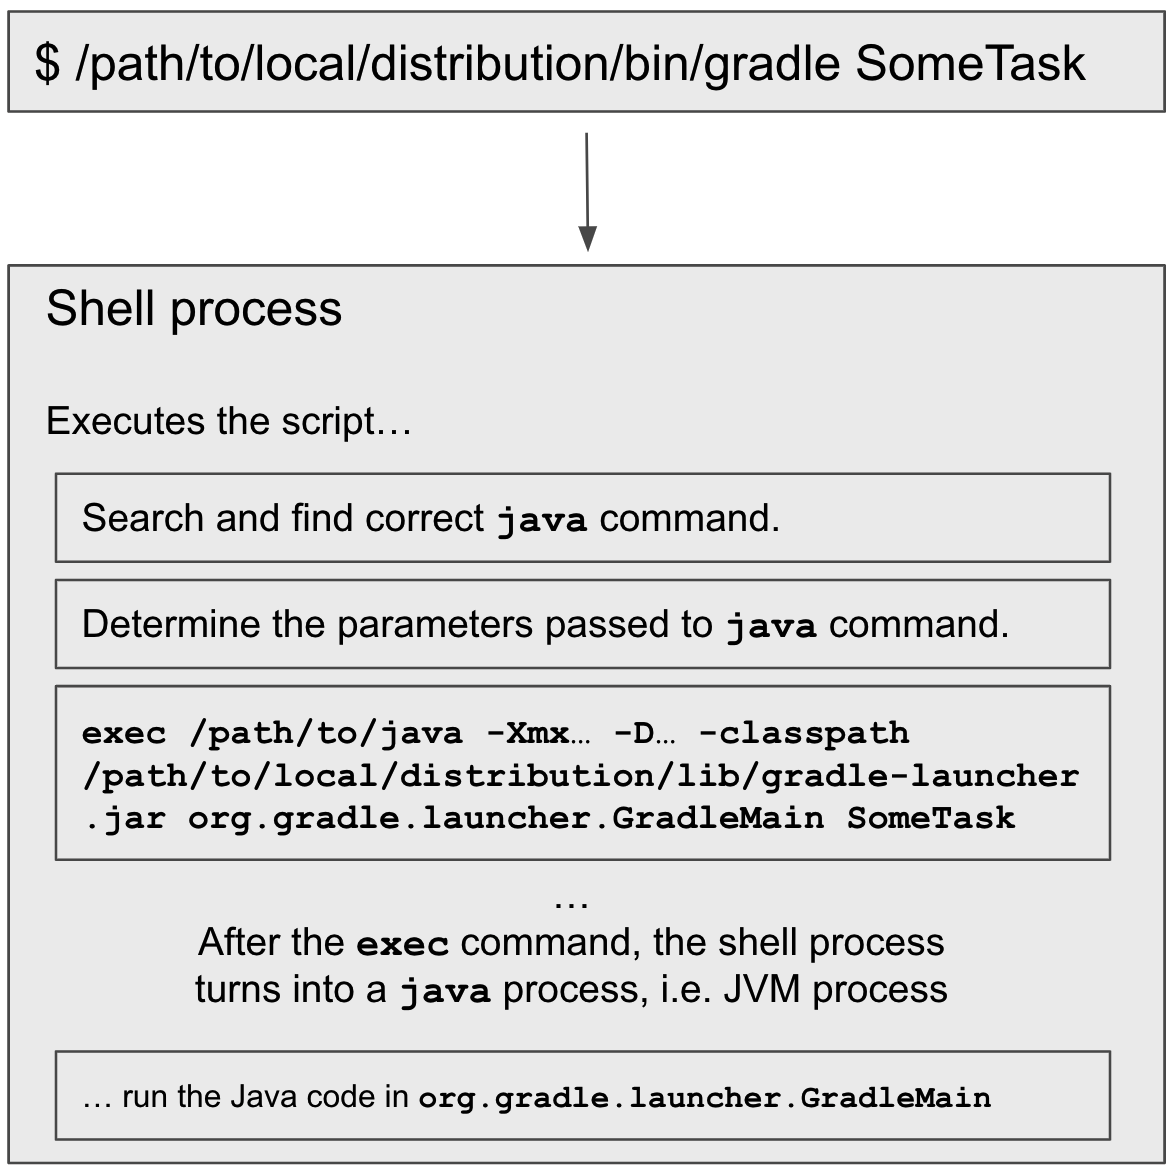 $ /path/to/local/distribution/bin/gradle SomeTask
Shell process
Executes the script…
Search and find correct java command.
Determine the parameters passed to java command.
exec /path/to/java -Xmx… -D… -classpath
/path/to/local/distribution/lib/gradle-launcher
.jar org.gradle.launcher.GradleMain SomeTask
…
After the exec command, the shell process
turns into a java process, i.e. JVM process
… run the Java code in org.gradle.launcher.GradleMain